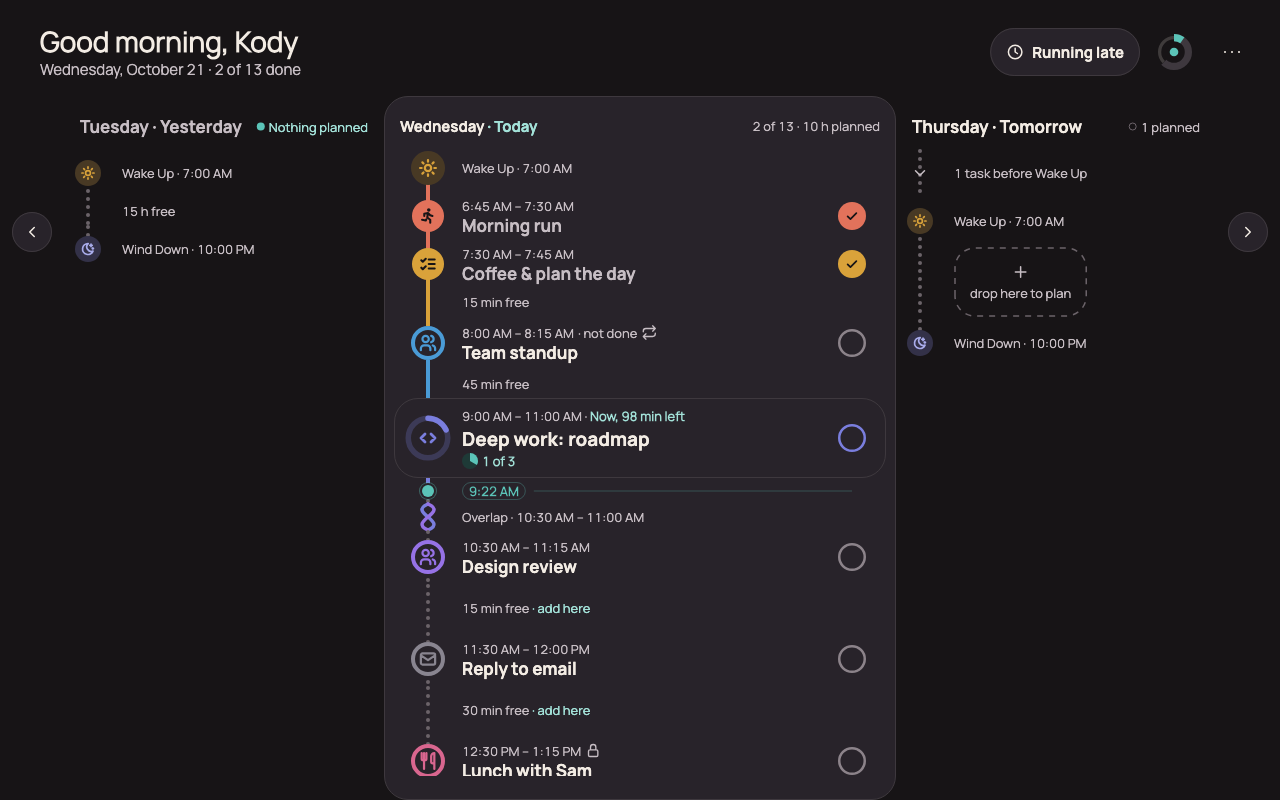 Good morning, Kody
Wednesday, October 21 · 2 of 13 done
Running late
Tuesday · Yesterday
Nothing planned
Wake Up · 7:00 AM
15 h free
Wind Down · 10:00 PM
Wednesday · Today
2 of 13 · 10 h planned
Wake Up · 7:00 AM
6:45 AM – 7:30 AM
Morning run
7:30 AM – 7:45 AM
Coffee & plan the day
15 min free
8:00 AM – 8:15 AM · not done
Team standup
45 min free
9:00 AM – 11:00 AM · Now, 98 min left
Deep work: roadmap
1 of 3
9:22 AM
Overlap · 10:30 AM – 11:00 AM
10:30 AM – 11:15 AM
Design review
15 min free · add here
11:30 AM – 12:00 PM
Reply to email
30 min free · add here
12:30 PM – 1:15 PM
Lunch with Sam
Thursday · Tomorrow
1 planned
1 task before Wake Up
Wake Up · 7:00 AM
drop here to plan
Wind Down · 10:00 PM